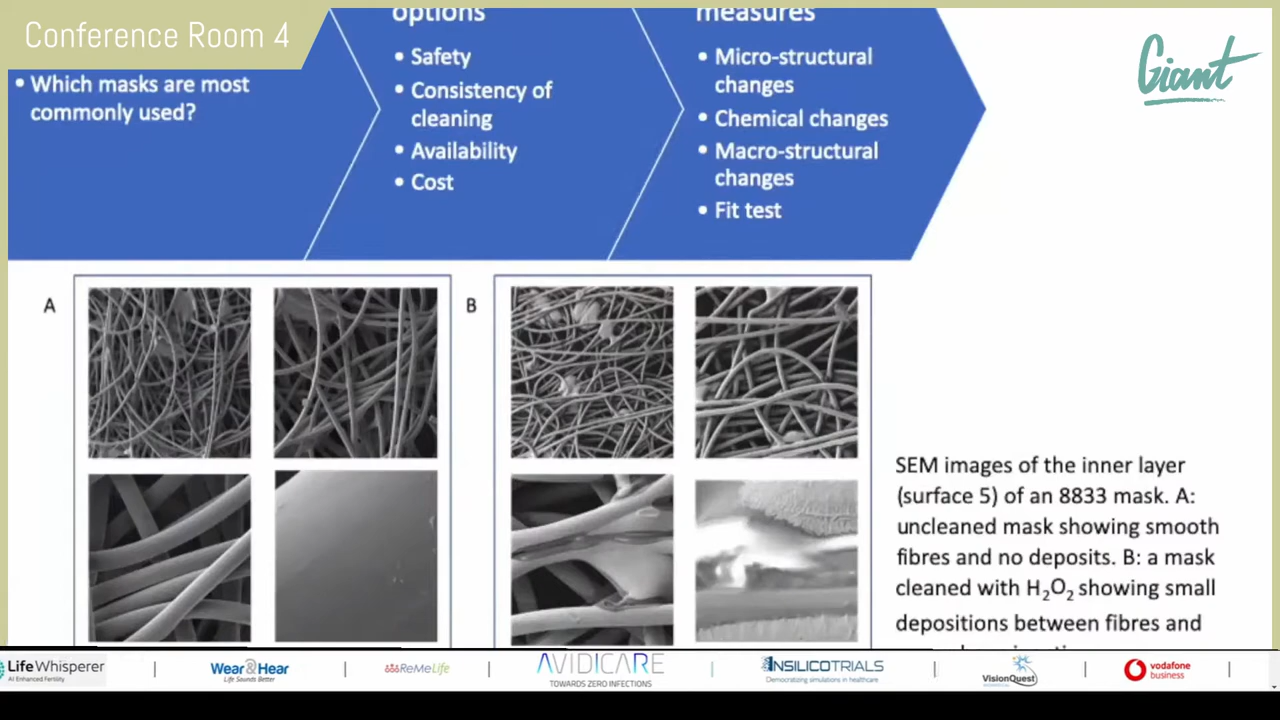 Conference Room 4
Giant
options
measures
• Which masks are most
commonly used?
• Safety
• Consistency of
cleaning
• Availability
• Cost
• Micro-structural
changes
• Chemical changes
• Macro-structural
changes
• Fit test
A
B
SEM images of the inner layer
(surface 5) of an 8833 mask. A:
uncleaned mask showing smooth
fibres and no deposits. B: a mask
cleaned with H₂O₂ showing small
depositions between fibres and
Life Whisperer
AI Enhanced Fertility
Wear&Hear
Life Sounds Better
ReMeLife
AVIDICARE
TOWARDS ZERO INFECTIONS
INSILICOTRIALS
Democratizing simulations in healthcare
VisionQuest
vodafone
business